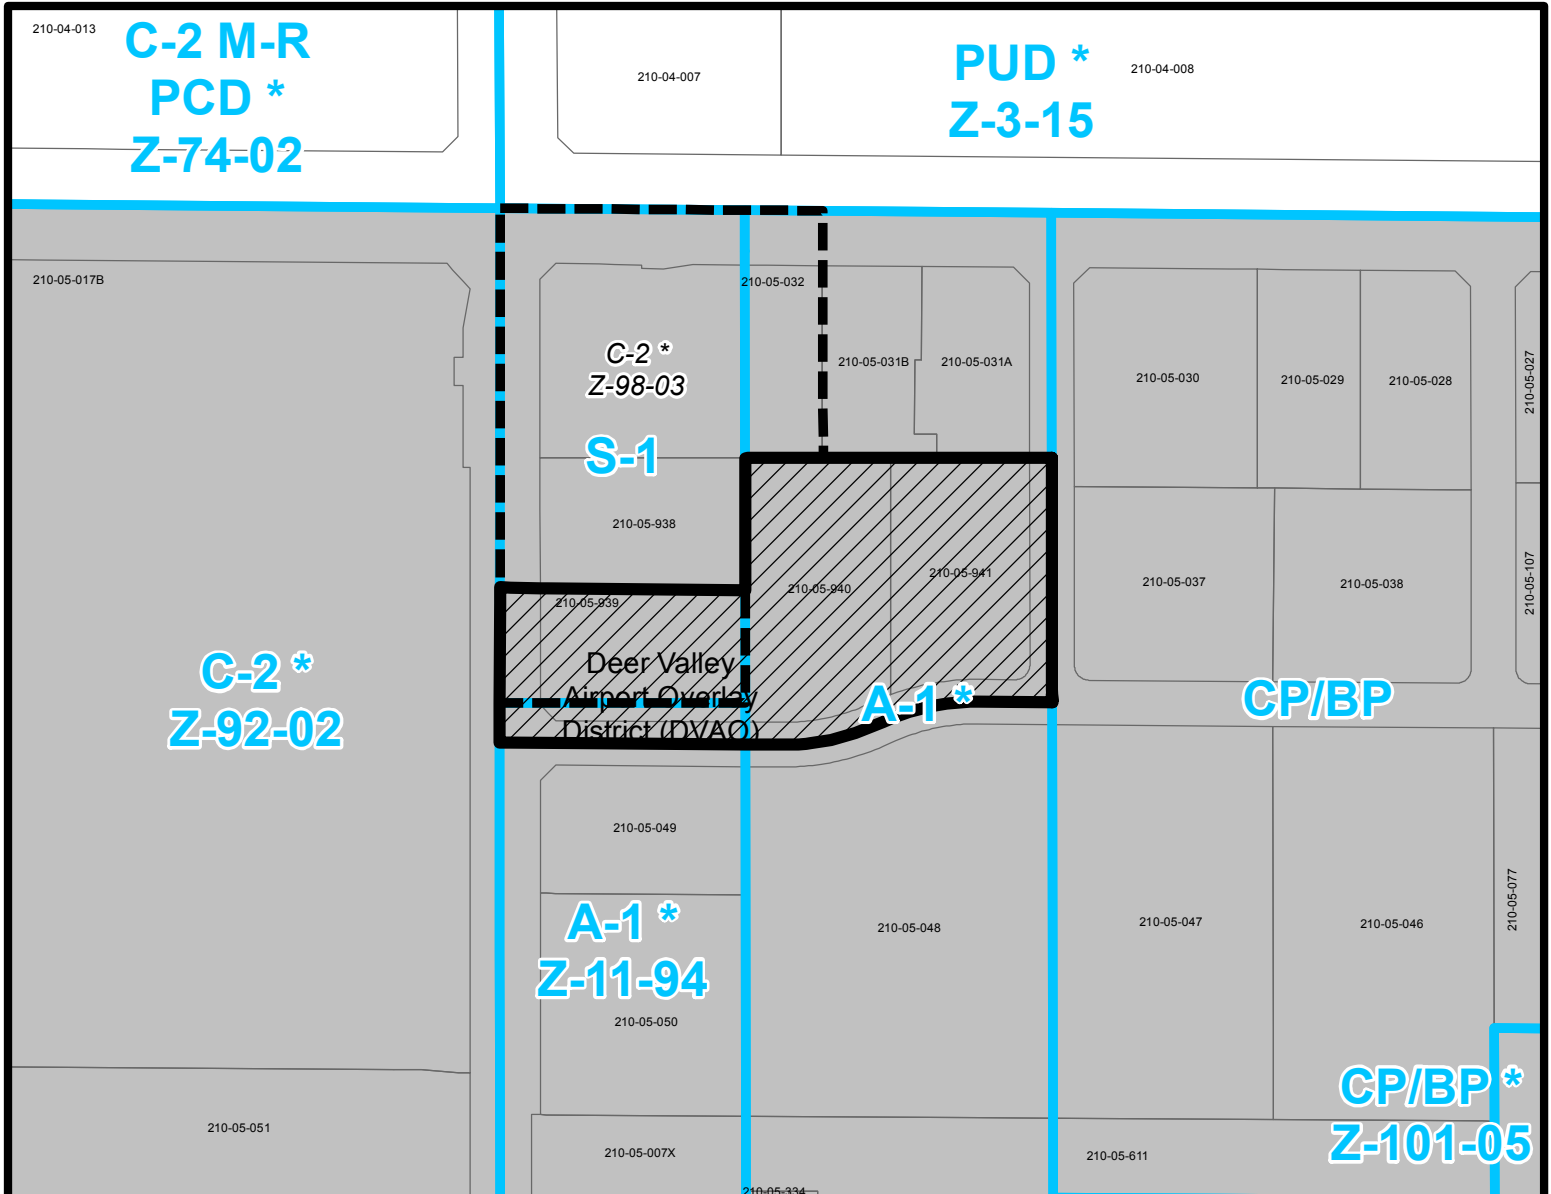 210-04-013
C-2 M-R
PCD *
Z-74-02
210-04-007
PUD *
Z-3-15
210-04-008
210-05-017B
210-05-032
C-2 *
Z-98-03
S-1
210-05-031B
210-05-031A
210-05-030
210-05-029
210-05-028
210-05-027
210-05-938
210-05-939
210-05-940
210-05-941
210-05-037
210-05-038
210-05-107
Deer Valley
Airport Overlay
District (DVAO)
A-1 *
CP/BP
C-2 *
Z-92-02
210-05-049
A-1 *
Z-11-94
210-05-050
210-05-048
210-05-047
210-05-046
210-05-077
CP/BP *
Z-101-05
210-05-051
210-05-007X
210-05-611
210-05-334